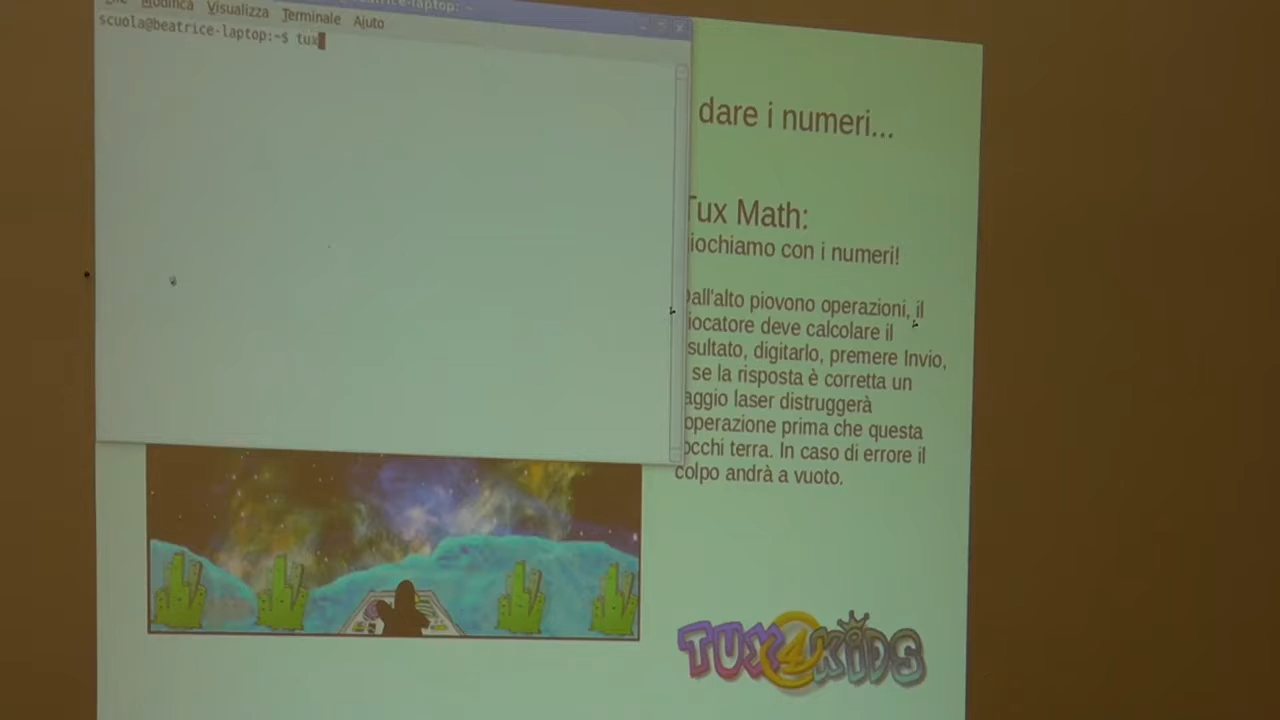 Modifica Visualizza Terminale Aiuto
scuola@beatrice-laptop:~$ tux
dare i numeri...
Tux Math:
iochiamo con i numeri!
all'alto piovono operazioni, il
iocatore deve calcolare il
sultato, digitarlo, premere Invio,
se la risposta è corretta un
aggio laser distruggerà
operazione prima che questa
occhi terra. In caso di errore il
colpo andrà a vuoto.
TUX4KIDS